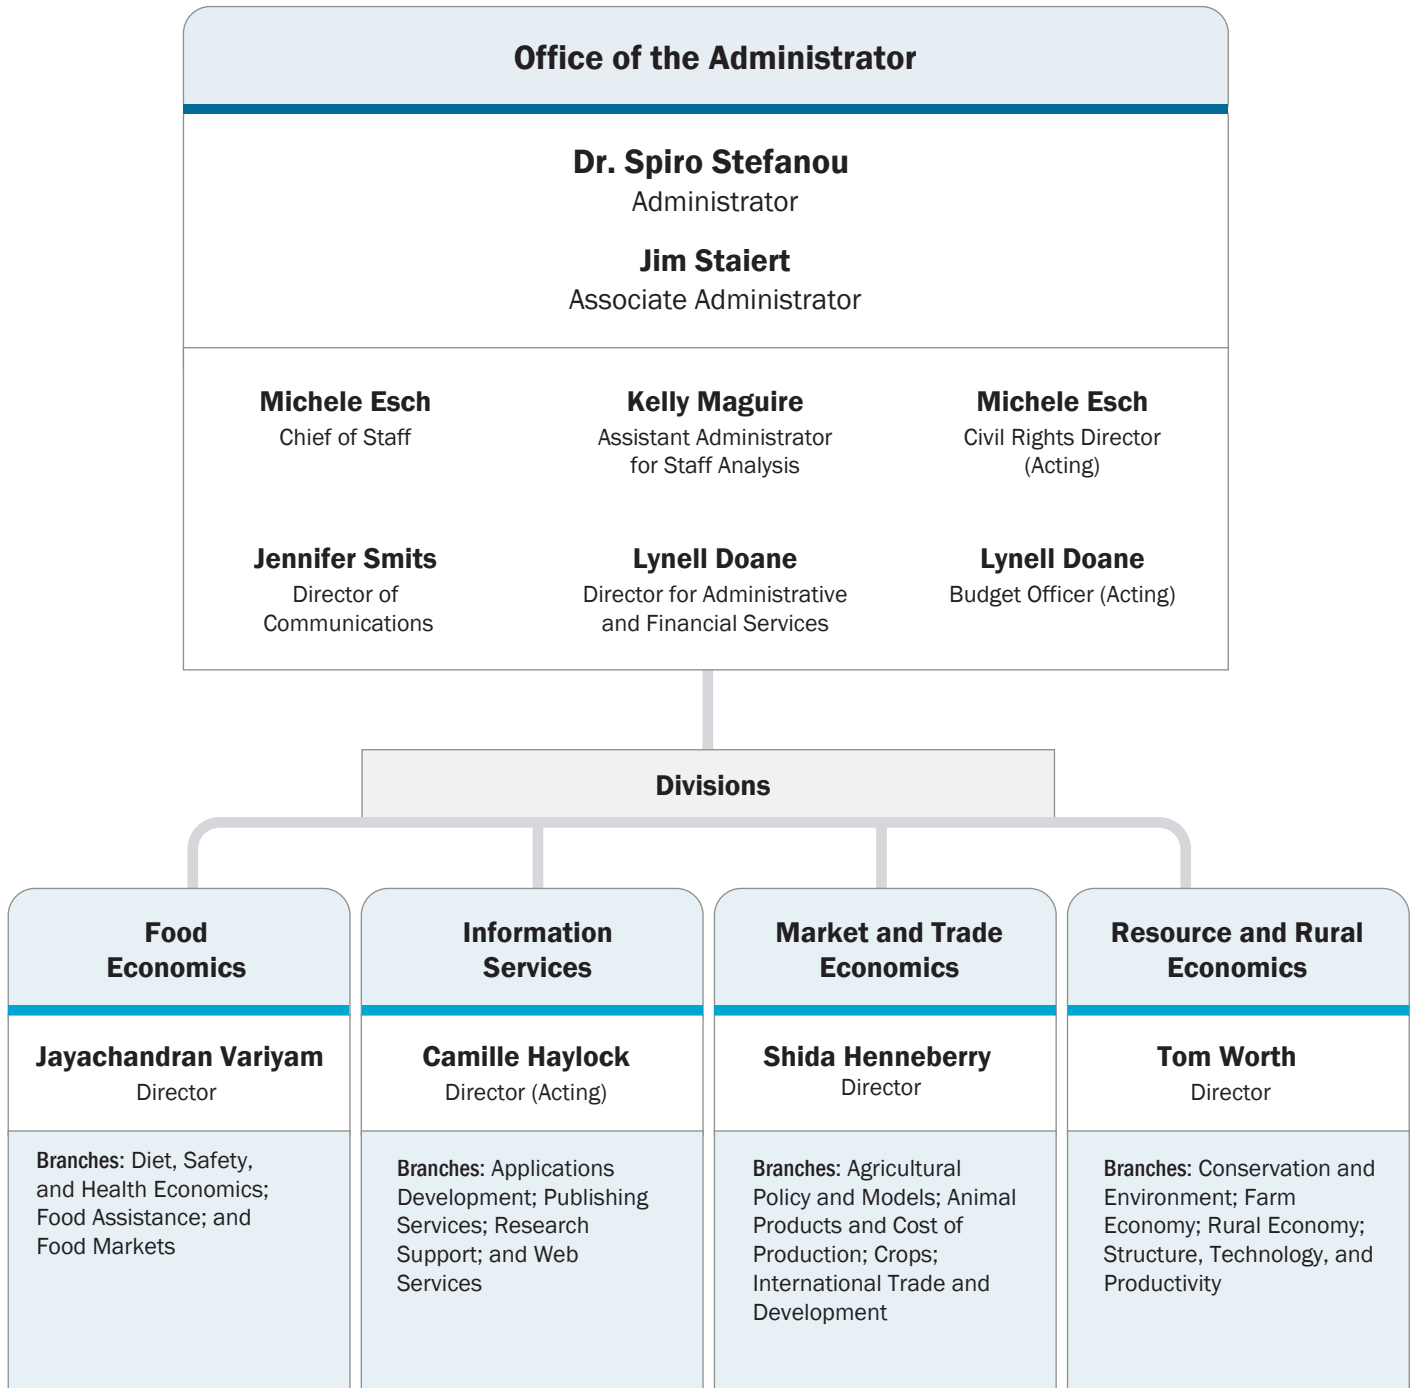 Office of the Administrator
Dr. Spiro Stefanou
Administrator
Jim Staiert
Associate Administrator
Michele Esch
Chief of Staff
Kelly Maguire
Assistant Administrator
for Staff Analysis
Michele Esch
Civil Rights Director
(Acting)
Jennifer Smits
Director of
Communications
Lynell Doane
Director for Administrative
and Financial Services
Lynell Doane
Budget Officer (Acting)
Divisions
Food
Economics
Jayachandran Variyam
Director
Branches: Diet, Safety,
and Health Economics;
Food Assistance; and
Food Markets
Information
Services
Camille Haylock
Director (Acting)
Branches: Applications
Development; Publishing
Services; Research
Support; and Web
Services
Market and Trade
Economics
Shida Henneberry
Director
Branches: Agricultural
Policy and Models; Animal
Products and Cost of
Production; Crops;
International Trade and
Development
Resource and Rural
Economics
Tom Worth
Director
Branches: Conservation and
Environment; Farm
Economy; Rural Economy;
Structure, Technology, and
Productivity